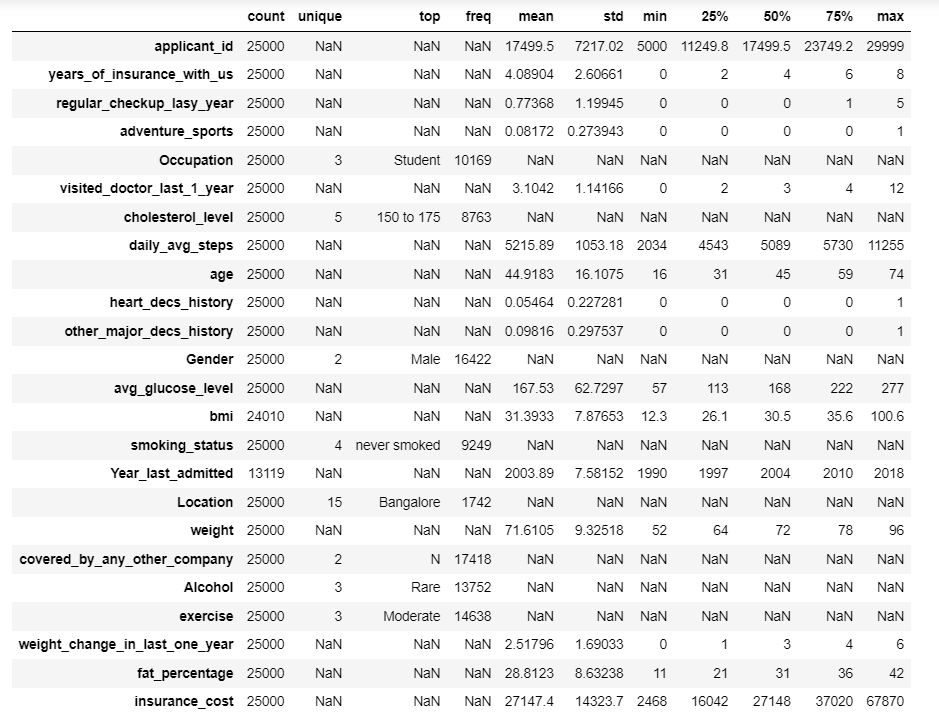 count unique top freq mean std min 25% 50% 75% max
applicant_id 25000 NaN NaN NaN 17499.5 7217.02 5000 11249.8 17499.5 23749.2 29999
years_of_insurance_with_us 25000 NaN NaN NaN 4.08904 2.60661 0 2 4 6 8
regular_checkup_lasy_year 25000 NaN NaN NaN 0.77368 1.19945 0 0 0 1 5
adventure_sports 25000 NaN NaN NaN 0.08172 0.273943 0 0 0 0 1
Occupation 25000 3 Student 10169 NaN NaN NaN NaN NaN NaN NaN
visited_doctor_last_1_year 25000 NaN NaN NaN 3.1042 1.14166 0 2 3 4 12
cholesterol_level 25000 5 150 to 175 8763 NaN NaN NaN NaN NaN NaN NaN
daily_avg_steps 25000 NaN NaN NaN 5215.89 1053.18 2034 4543 5089 5730 11255
age 25000 NaN NaN NaN 44.9183 16.1075 16 31 45 59 74
heart_decs_history 25000 NaN NaN NaN 0.05464 0.227281 0 0 0 0 1
other_major_decs_history 25000 NaN NaN NaN 0.09816 0.297537 0 0 0 0 1
Gender 25000 2 Male 16422 NaN NaN NaN NaN NaN NaN NaN
avg_glucose_level 25000 NaN NaN NaN 167.53 62.7297 57 113 168 222 277
bmi 24010 NaN NaN NaN 31.3933 7.87653 12.3 26.1 30.5 35.6 100.6
smoking_status 25000 4 never smoked 9249 NaN NaN NaN NaN NaN NaN NaN
Year_last_admitted 13119 NaN NaN NaN 2003.89 7.58152 1990 1997 2004 2010 2018
Location 25000 15 Bangalore 1742 NaN NaN NaN NaN NaN NaN NaN
weight 25000 NaN NaN NaN 71.6105 9.32518 52 64 72 78 96
covered_by_any_other_company 25000 2 N 17418 NaN NaN NaN NaN NaN NaN NaN
Alcohol 25000 3 Rare 13752 NaN NaN NaN NaN NaN NaN NaN
exercise 25000 3 Moderate 14638 NaN NaN NaN NaN NaN NaN NaN
weight_change_in_last_one_year 25000 NaN NaN NaN 2.51796 1.69033 0 1 3 4 6
fat_percentage 25000 NaN NaN NaN 28.8123 8.63238 11 21 31 36 42
insurance_cost 25000 NaN NaN NaN 27147.4 14323.7 2468 16042 27148 37020 67870